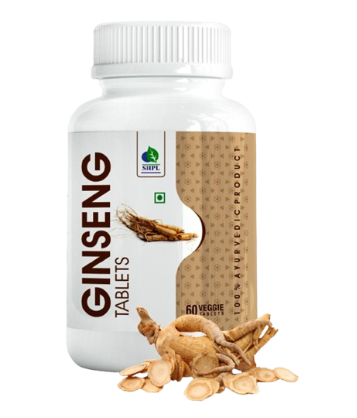 SHPL
GINSENG
TABLETS
60 VEGGIE
TABLETS
100% AYURVEDIC PRODUCT